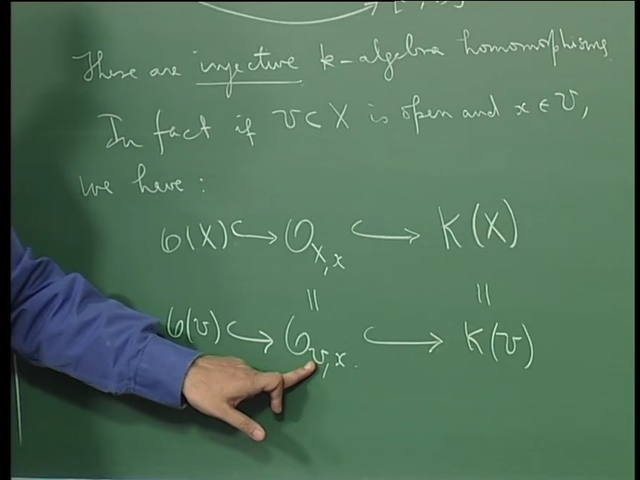 These are injective k-algebra homomorphisms.
In fact if U ⊂ X is open and x ∈ U,
we have :
O(X) ↪ O_{X,x} ↪ K(X)
|| ||
O(U) ↪ O_{U,x} ↪ K(U)